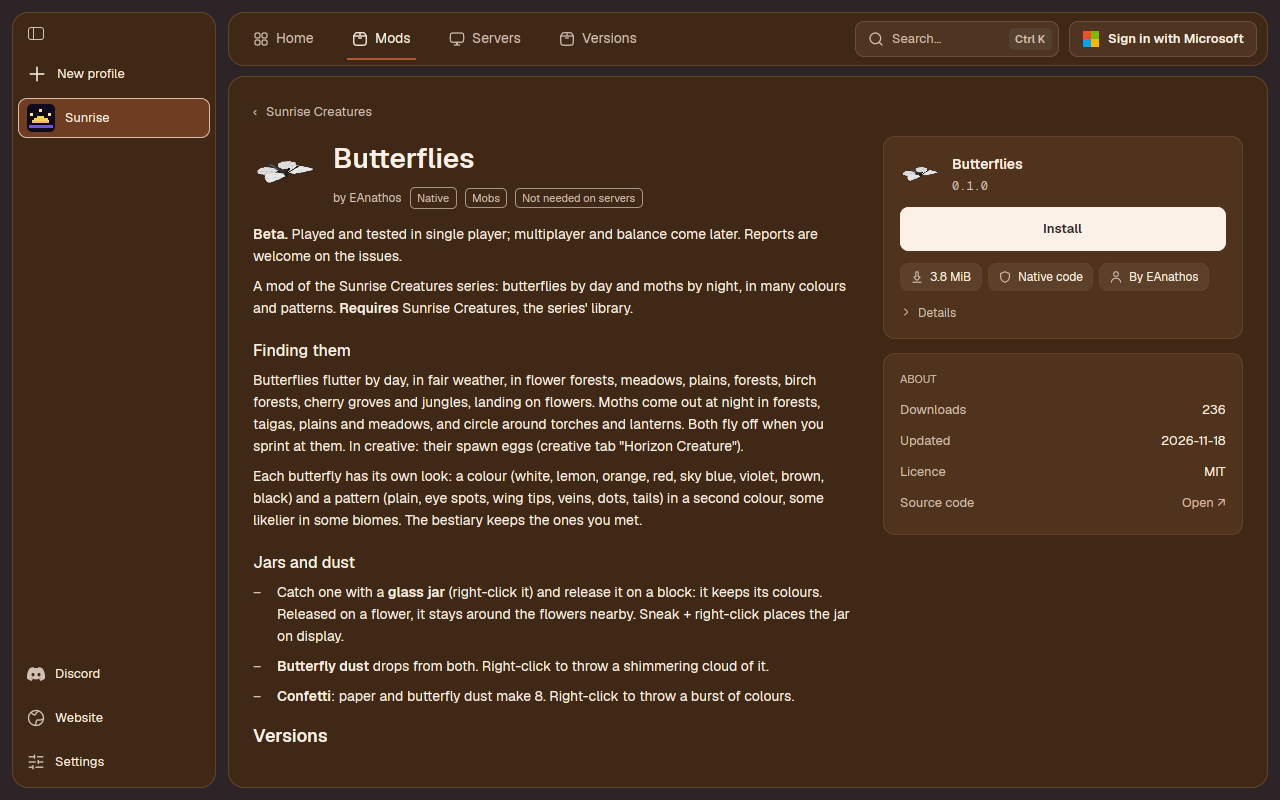 New profile
Sunrise
Discord
Website
Settings
Home
Mods
Servers
Versions
Search...
Ctrl K
Sign in with Microsoft
‹ Sunrise Creatures
Butterflies
by EAnathos
Native
Mobs
Not needed on servers
Beta. Played and tested in single player; multiplayer and balance come later. Reports are
welcome on the issues.
A mod of the Sunrise Creatures series: butterflies by day and moths by night, in many colours
and patterns. Requires Sunrise Creatures, the series' library.
Finding them
Butterflies flutter by day, in fair weather, in flower forests, meadows, plains, forests, birch
forests, cherry groves and jungles, landing on flowers. Moths come out at night in forests,
taigas, plains and meadows, and circle around torches and lanterns. Both fly off when you
sprint at them. In creative: their spawn eggs (creative tab "Horizon Creature").
Each butterfly has its own look: a colour (white, lemon, orange, red, sky blue, violet, brown,
black) and a pattern (plain, eye spots, wing tips, veins, dots, tails) in a second colour, some
likelier in some biomes. The bestiary keeps the ones you met.
Jars and dust
– Catch one with a glass jar (right-click it) and release it on a block: it keeps its colours.
Released on a flower, it stays around the flowers nearby. Sneak + right-click places the jar
on display.
– Butterfly dust drops from both. Right-click to throw a shimmering cloud of it.
– Confetti: paper and butterfly dust make 8. Right-click to throw a burst of colours.
Versions
Butterflies
0.1.0
Install
3.8 MiB
Native code
By EAnathos
Details
ABOUT
Downloads 236
Updated 2026-11-18
Licence MIT
Source code Open ↗